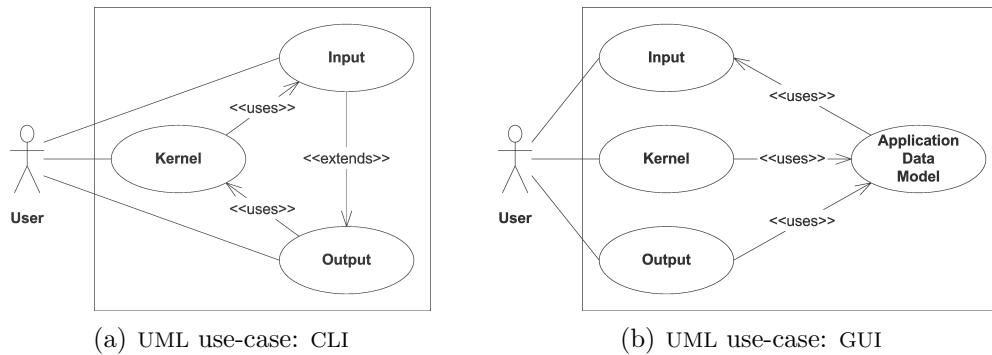 Input
<<uses>>
Kernel
<<extends>>
User
<<uses>>
Output
(a) UML use-case: CLI
Input
<<uses>>
Kernel
<<uses>>
Application
Data
Model
User
<<uses>>
Output
(b) UML use-case: GUI